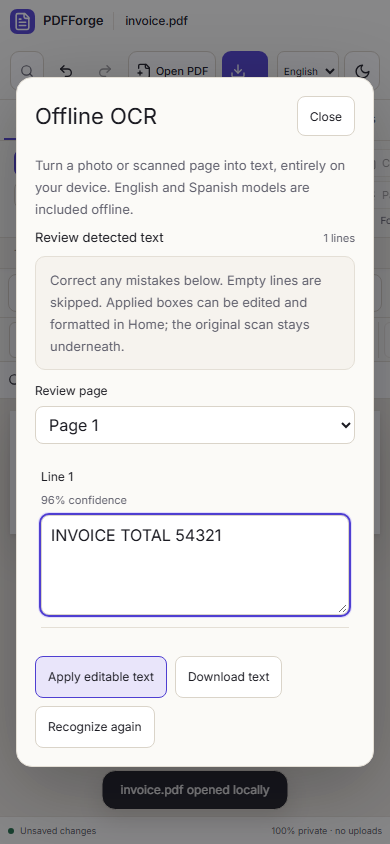 PDFForge invoice.pdf
Open PDF English
Offline OCR
Close
Turn a photo or scanned page into text, entirely on
your device. English and Spanish models are
included offline.
Review detected text 1 lines
Correct any mistakes below. Empty lines are
skipped. Applied boxes can be edited and
formatted in Home; the original scan stays
underneath.
Review page
Page 1
Line 1
96% confidence
INVOICE TOTAL 54321
Apply editable text Download text
Recognize again
invoice.pdf opened locally
Unsaved changes 100% private · no uploads